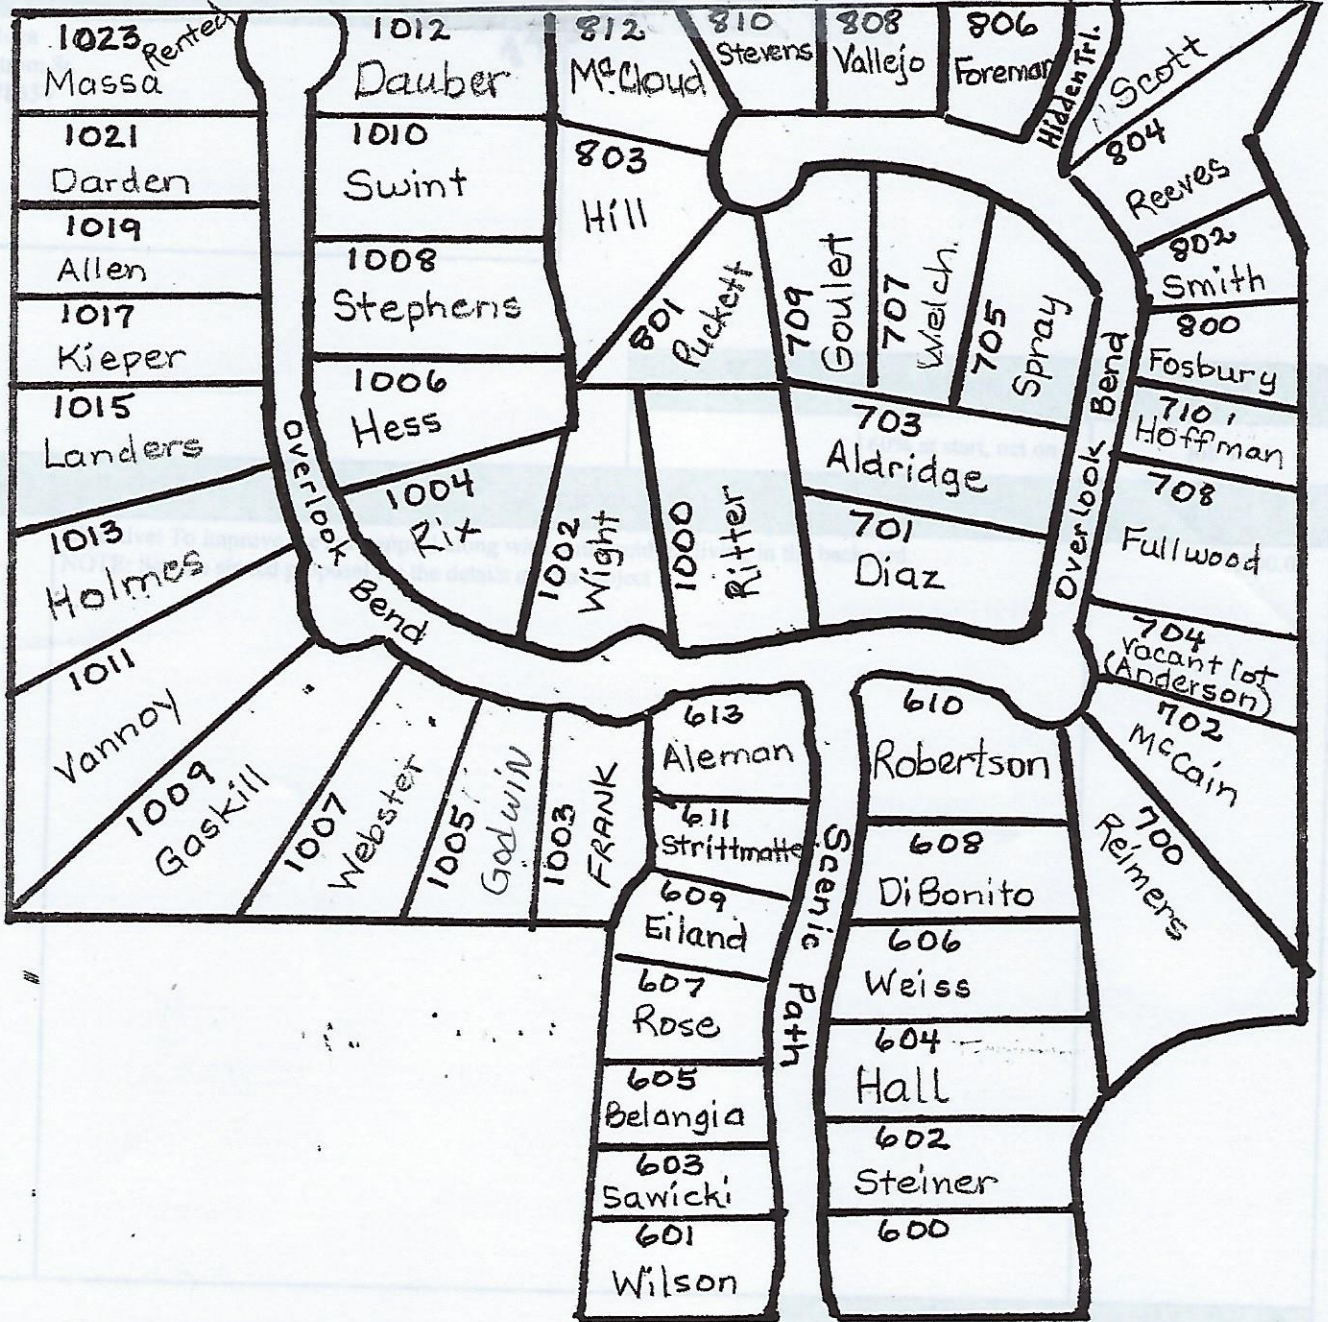 1023
Rented
Massa
1021
Darden
1019
Allen
1017
Kieper
1015
Landers
1013
Holmes
1011
Vannoy
1009
Gaskill
1007
Webster
1005
Godwin
1003
FRANK
1012
Dauber
1010
Swint
1008
Stephens
1006
Hess
1004
Rix
1002
Wight
1000
Ritter
Overlook Bend
812
McCloud
810
Stevens
808
Vallejo
806
Foreman
Hidden Trl.
Scott
804
Reeves
802
Smith
800
Fosbury
710
Hoffman
708
Fullwood
704
Vacant lot
(Anderson)
702
McCain
700
Reimers
803
Hill
801
Puckett
709
Goulet
707
Welch
705
Spray
703
Aldridge
701
Diaz
Overlook Bend
613
Aleman
611
Strittmatte
609
Eiland
607
Rose
605
Belangia
603
Sawicki
601
Wilson
Scenic Path
610
Robertson
608
DiBonito
606
Weiss
604
Hall
602
Steiner
600